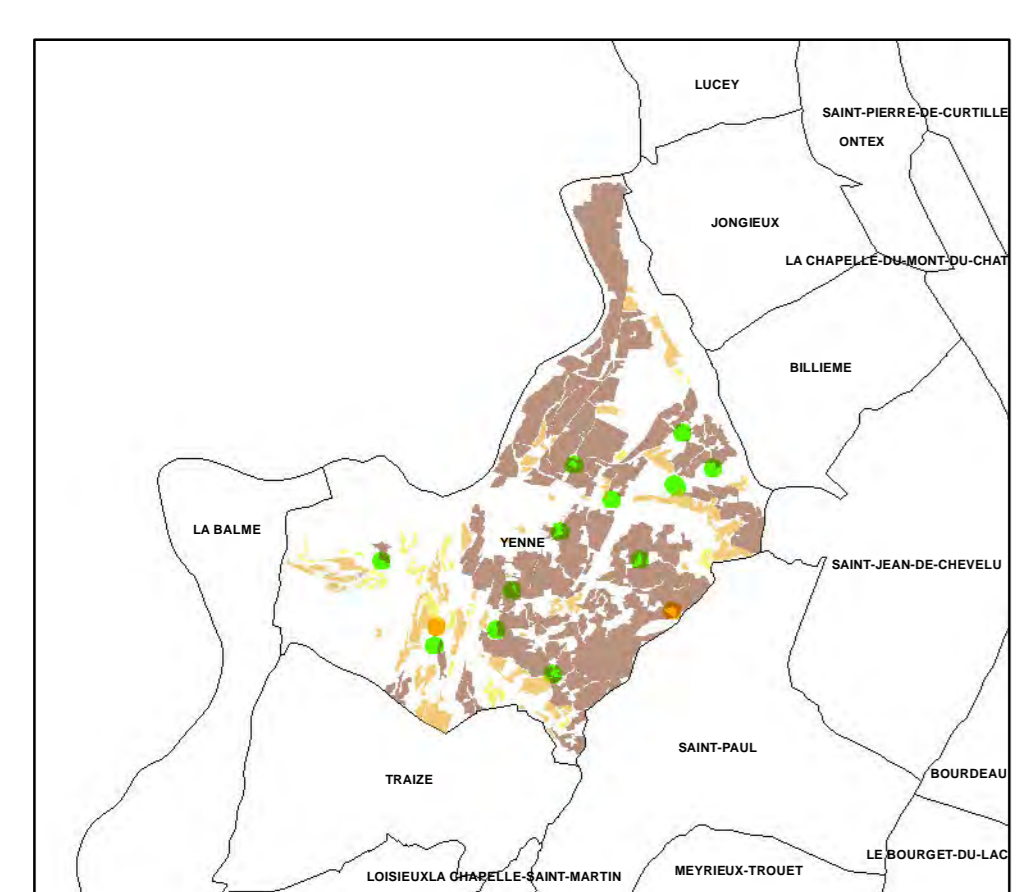 LUCEY
SAINT-PIERRE-DE-CURTILLE
ONTEX
JONGIEUX
LA CHAPELLE-DU-MONT-DU-CHAT
BILLIEME
LA BALME
YENNE
SAINT-JEAN-DE-CHEVELU
SAINT-PAUL
TRAIZE
BOURDEAU
LE BOURGET-DU-LAC
MEYRIEUX-TROUET
LOISIEUXLA CHAPELLE-SAINT-MARTIN